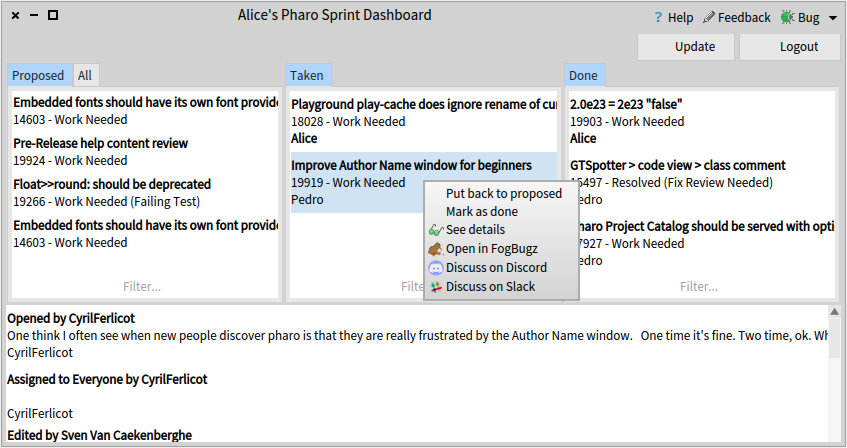 Alice's Pharo Sprint Dashboard
? Help
Feedback
Bug
Update
Logout
Proposed
All
Embedded fonts should have its own font provide
14603 - Work Needed
Pre-Release help content review
19924 - Work Needed
Float>>round: should be deprecated
19266 - Work Needed (Failing Test)
Embedded fonts should have its own font provide
14603 - Work Needed
Filter...
Taken
Playground play-cache does ignore rename of cur
18028 - Work Needed
Alice
Improve Author Name window for beginners
19919 - Work Needed
Pedro
Put back to proposed
Mark as done
See details
Open in FogBugz
Discuss on Discord
Discuss on Slack
Filte
Done
2.0e23 = 2e23 "false"
19903 - Work Needed
Alice
GTSpotter > code view > class comment
5497 - Resolved (Fix Review Needed)
edro
haro Project Catalog should be served with opti
7927 - Work Needed
edro
Filter...
Opened by CyrilFerlicot
One think I often see when new people discover pharo is that they are really frustrated by the Author Name window. One time it's fine. Two time, ok. Wh
CyrilFerlicot
Assigned to Everyone by CyrilFerlicot
CyrilFerlicot
Edited by Sven Van Caekenberghe